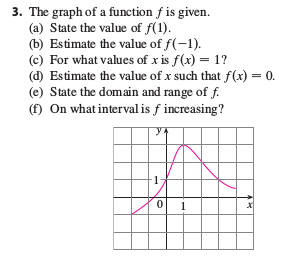 3. The graph of a function f is given.
(a) State the value of f(1).
(b) Estimate the value of f(−1).
(c) For what values of x is f(x) = 1?
(d) Estimate the value of x such that f(x) = 0.
(e) State the domain and range of f.
(f) On what interval is f increasing?
y
1
0 1 x